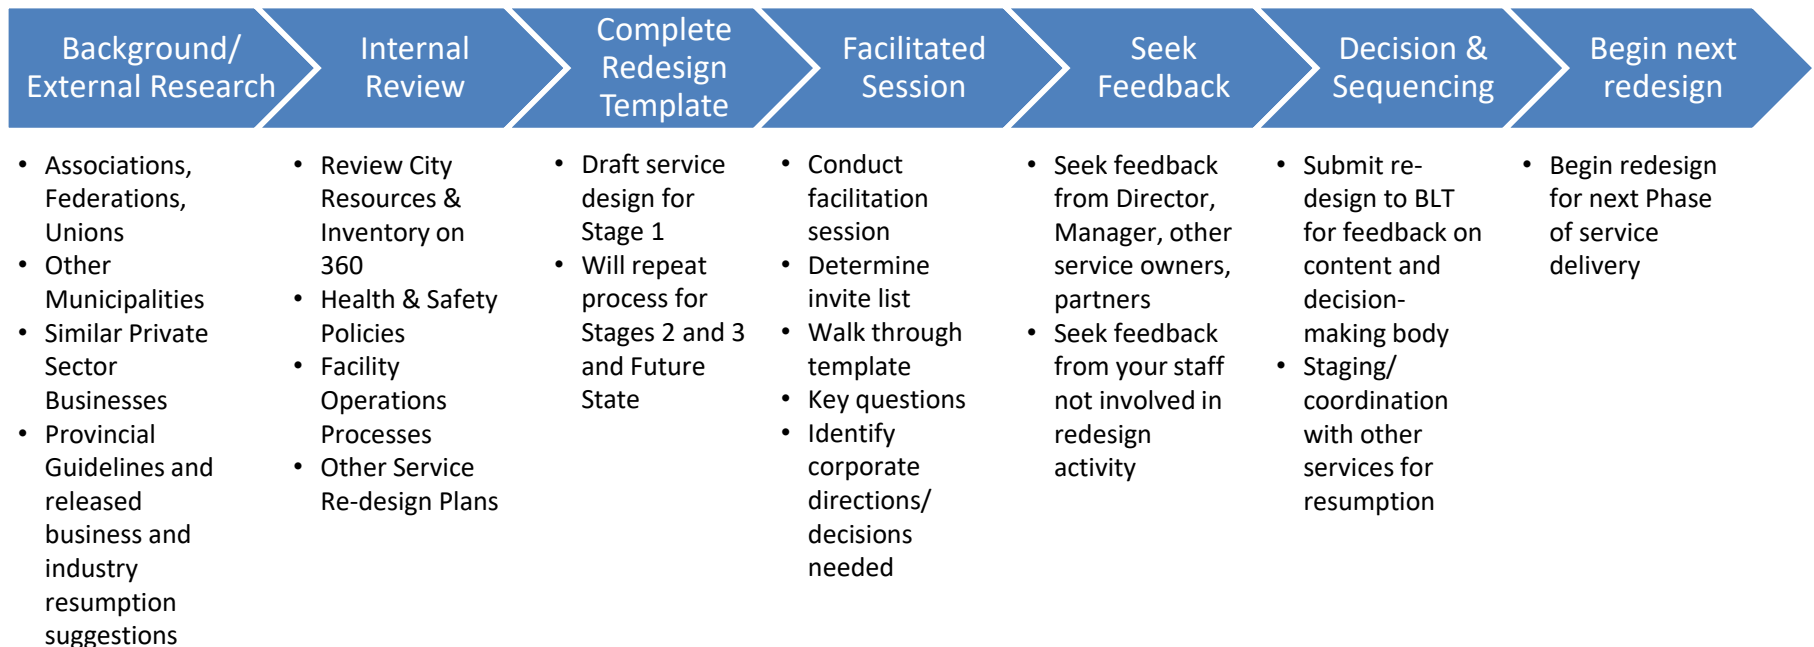 Background/
External Research
Internal
Review
Complete
Redesign
Template
Facilitated
Session
Seek
Feedback
Decision &
Sequencing
Begin next
redesign
• Associations,
Federations,
Unions
• Other
Municipalities
• Similar Private
Sector
Businesses
• Provincial
Guidelines and
released
business and
industry
resumption
suggestions
• Review City
Resources &
Inventory on
360
• Health & Safety
Policies
• Facility
Operations
Processes
• Other Service
Re-design Plans
• Draft service
design for
Stage 1
• Will repeat
process for
Stages 2 and 3
and Future
State
• Conduct
facilitation
session
• Determine
invite list
• Walk through
template
• Key questions
• Identify
corporate
directions/
decisions
needed
• Seek feedback
from Director,
Manager, other
service owners,
partners
• Seek feedback
from your staff
not involved in
redesign
activity
• Submit re-
design to BLT
for feedback on
content and
decision-
making body
• Staging/
coordination
with other
services for
resumption
• Begin redesign
for next Phase
of service
delivery